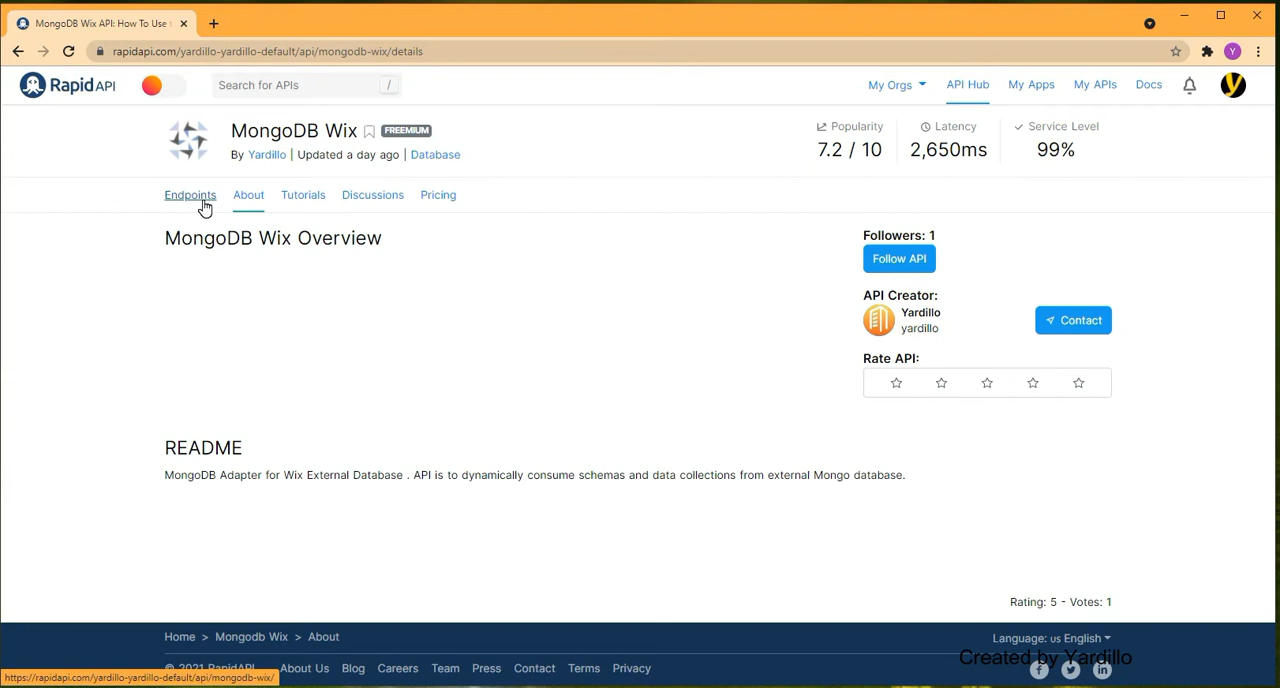 MongoDB Wix API: How To Use t
rapidapi.com/yardillo-yardillo-default/api/mongodb-wix/details
Y
Rapid API
Search for APIs
/
My Orgs
API Hub
My Apps
My APIs
Docs
y
MongoDB Wix
FREEMIUM
By Yardillo | Updated a day ago | Database
Popularity
7.2 / 10
Latency
2,650ms
Service Level
99%
Endpoints
About
Tutorials
Discussions
Pricing
MongoDB Wix Overview
Followers: 1
Follow API
API Creator:
Yardillo
yardillo
Contact
Rate API:
README
MongoDB Adapter for Wix External Database . API is to dynamically consume schemas and data collections from external Mongo database.
Rating: 5 - Votes: 1
Home > Mongodb Wix > About
Language: us English
© 2021 RapidAPI
About Us
Blog
Careers
Team
Press
Contact
Terms
Privacy
Created by Yardillo
https://rapidapi.com/yardillo-yardillo-default/api/mongodb-wix/